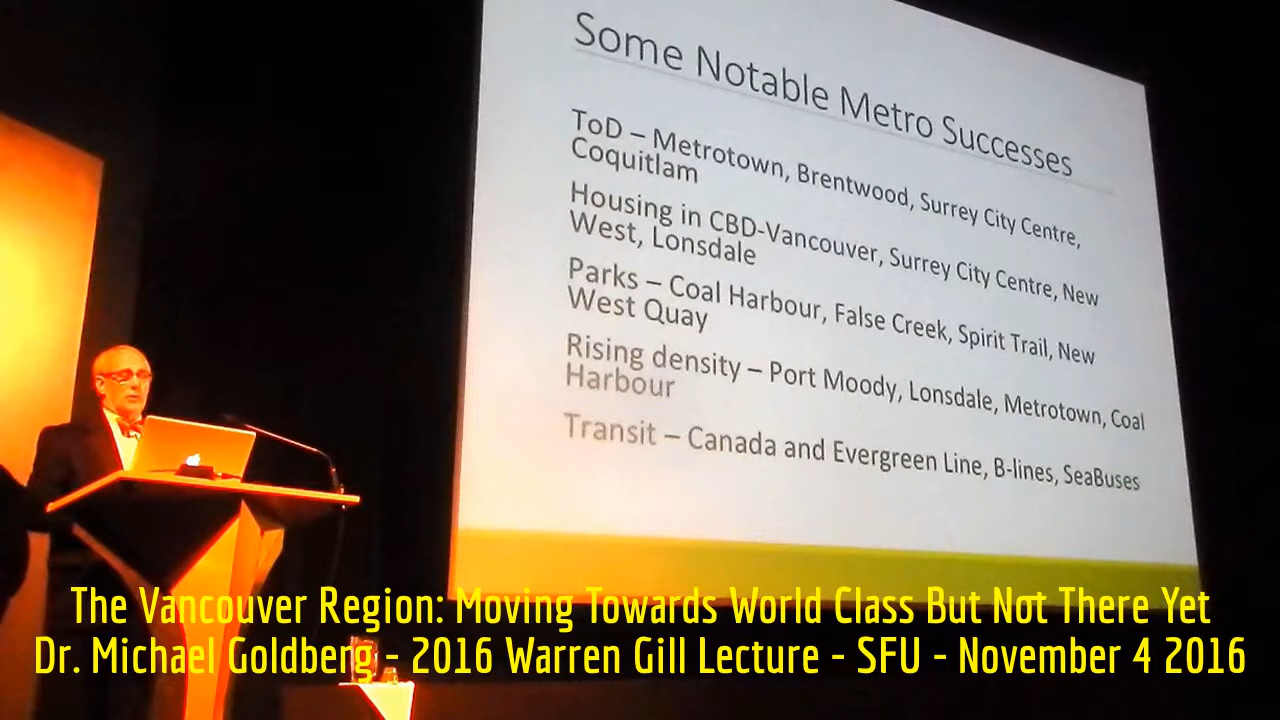 Some Notable Metro Successes
ToD – Metrotown, Brentwood, Surrey City Centre,
Coquitlam
Housing in CBD-Vancouver, Surrey City Centre, New
West, Lonsdale
Parks – Coal Harbour, False Creek, Spirit Trail, New
West Quay
Rising density – Port Moody, Lonsdale, Metrotown, Coal
Harbour
Transit – Canada and Evergreen Line, B-lines, SeaBuses
The Vancouver Region: Moving Towards World Class But Not There Yet
Dr. Michael Goldberg - 2016 Warren Gill Lecture - SFU - November 4 2016